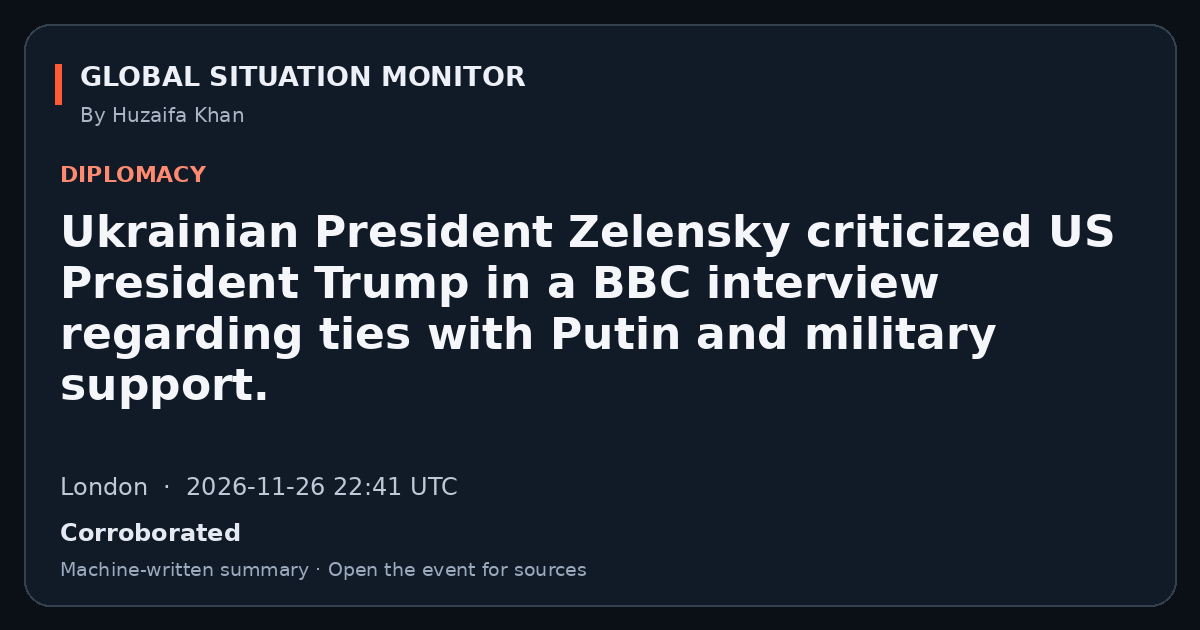 GLOBAL SITUATION MONITOR
By Huzaifa Khan
DIPLOMACY
Ukrainian President Zelensky criticized US
President Trump in a BBC interview
regarding ties with Putin and military
support.
London · 2026-11-26 22:41 UTC
Corroborated
Machine-written summary · Open the event for sources